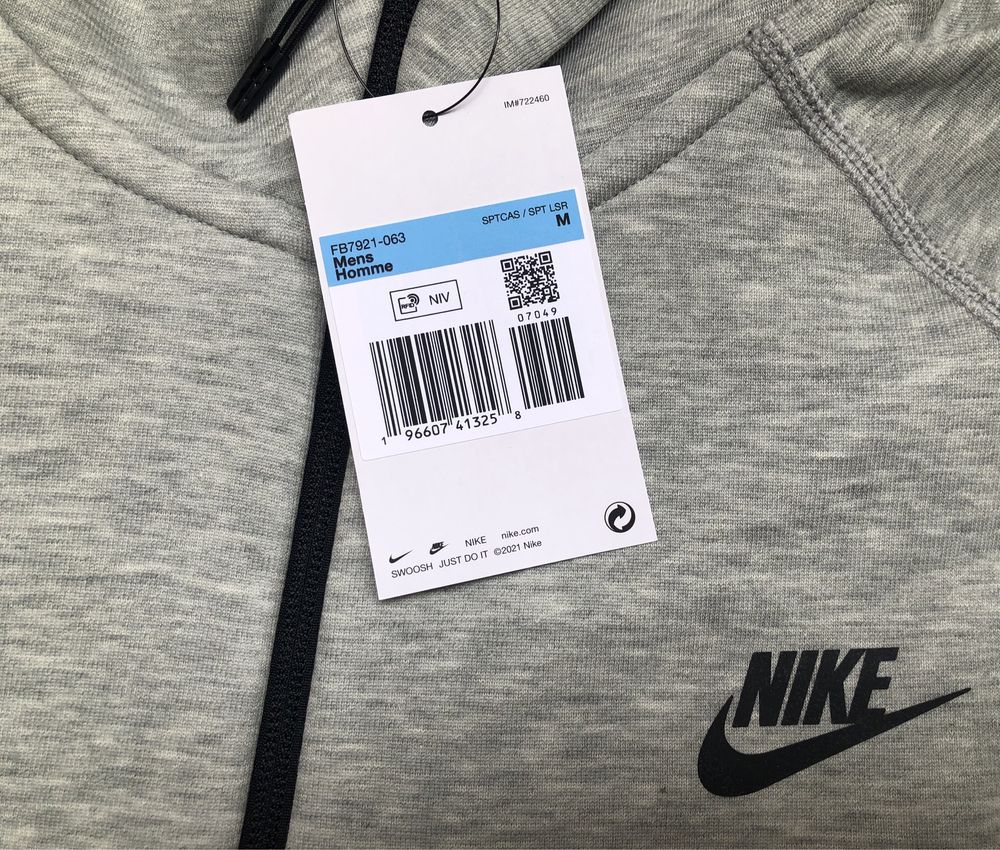 IM#722460
SPTCAS / SPT LSR
FB7921-063
M
Mens
Homme
RFID NIV
07049
1 96607 41325 8
NIKE nike.com
SWOOSH JUST DO IT ©2021 Nike
NIKE